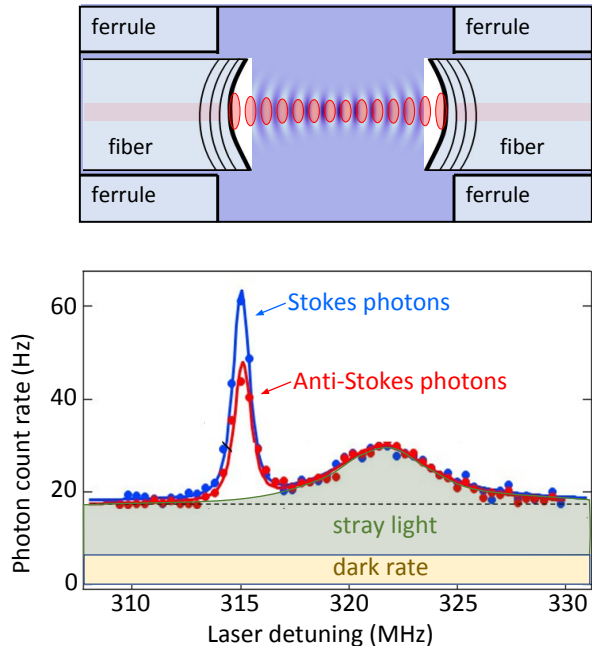 ferrule
ferrule
fiber
fiber
ferrule
ferrule
Photon count rate (Hz)
60
40
20
0
Stokes photons
Anti-Stokes photons
stray light
dark rate
310
315
320
325
330
Laser detuning (MHz)